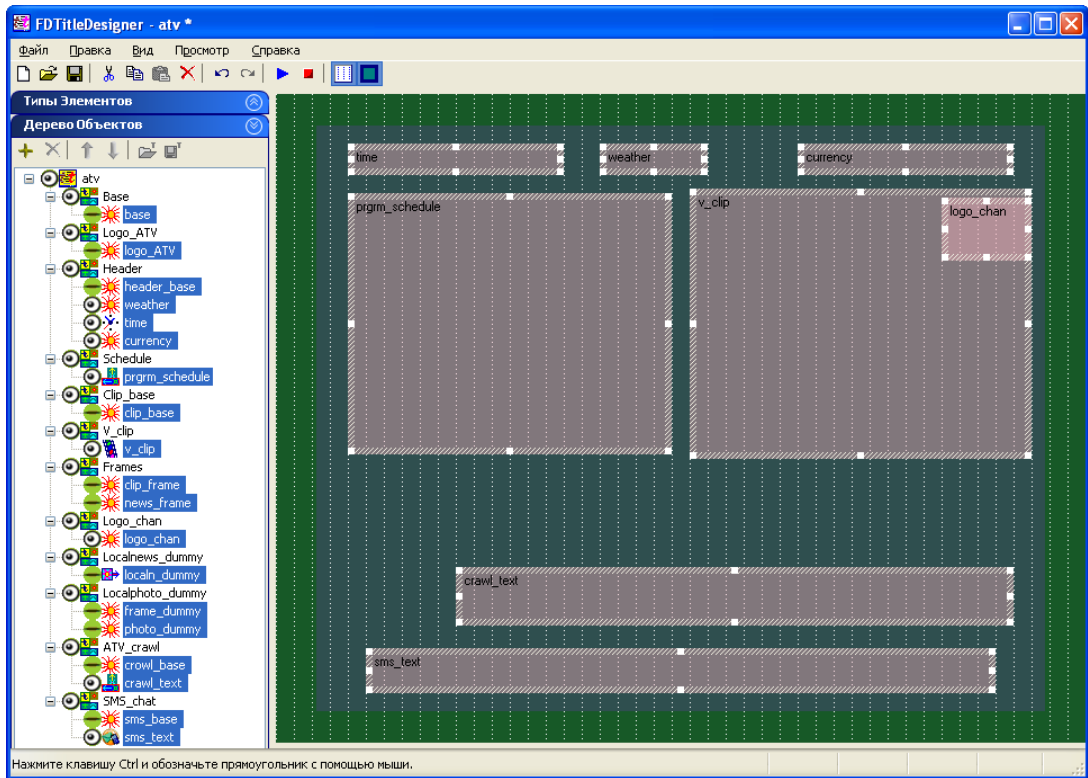 FDTitleDesigner - atv *
Файл Правка Вид Просмотр Справка
Типы Элементов
Дерево Объектов
atv
Base
base
Logo_ATV
logo_ATV
Header
header_base
weather
time
currency
Schedule
prgrm_schedule
Clip_base
clip_base
V_clip
v_clip
Frames
clip_frame
news_frame
Logo_chan
logo_chan
Localnews_dummy
localn_dummy
Localphoto_dummy
frame_dummy
photo_dummy
ATV_crawl
crowl_base
crawl_text
SMS_chat
sms_base
sms_text
time weather currency
prgrm_schedule v_clip logo_chan
crawl_text
sms_text
Нажмите клавишу Ctrl и обозначьте прямоугольник с помощью мыши.